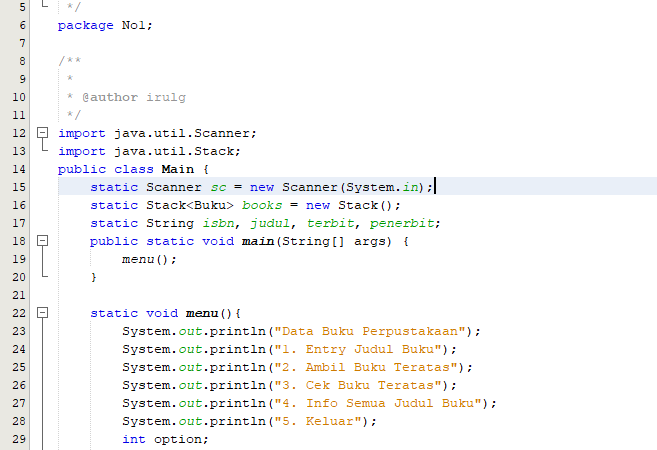 5 */
6 package No1;
7
8 /**
9 *
10 * @author irulg
11 */
12 import java.util.Scanner;
13 import java.util.Stack;
14 public class Main {
15 static Scanner sc = new Scanner(System.in);
16 static Stack<Buku> books = new Stack();
17 static String isbn, judul, terbit, penerbit;
18 public static void main(String[] args) {
19 menu();
20 }
21
22 static void menu(){
23 System.out.println("Data Buku Perpustakaan");
24 System.out.println("1. Entry Judul Buku");
25 System.out.println("2. Ambil Buku Teratas");
26 System.out.println("3. Cek Buku Teratas");
27 System.out.println("4. Info Semua Judul Buku");
28 System.out.println("5. Keluar");
29 int option;